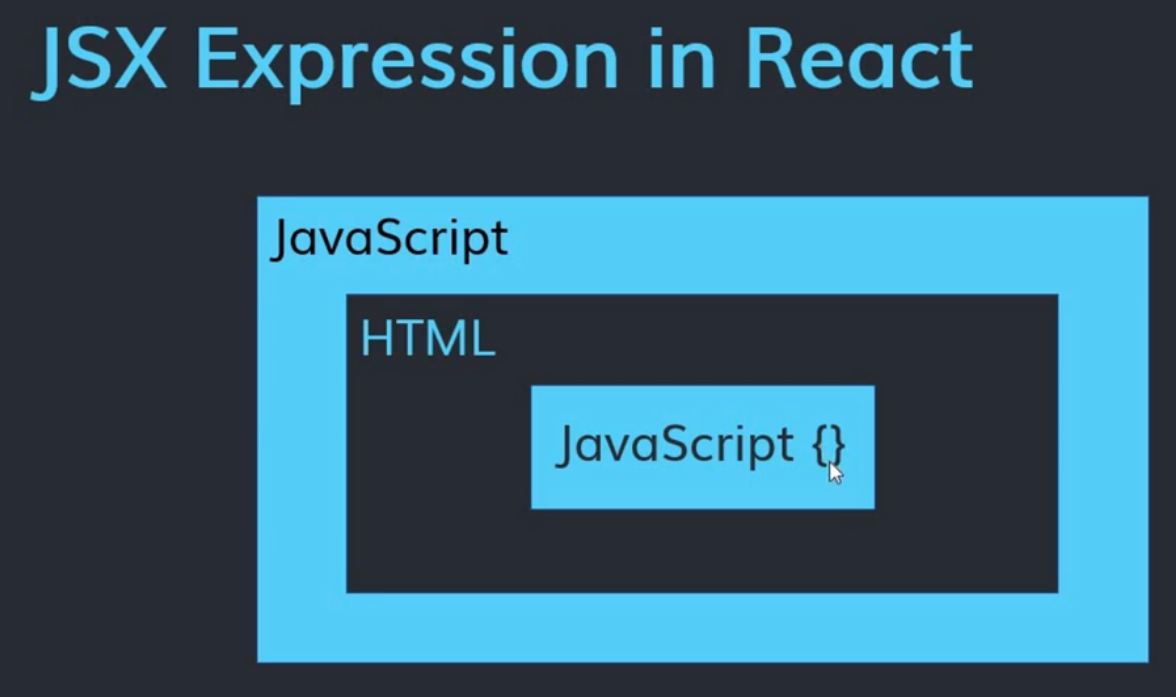 JSX Expression in React
JavaScript
HTML
JavaScript {}